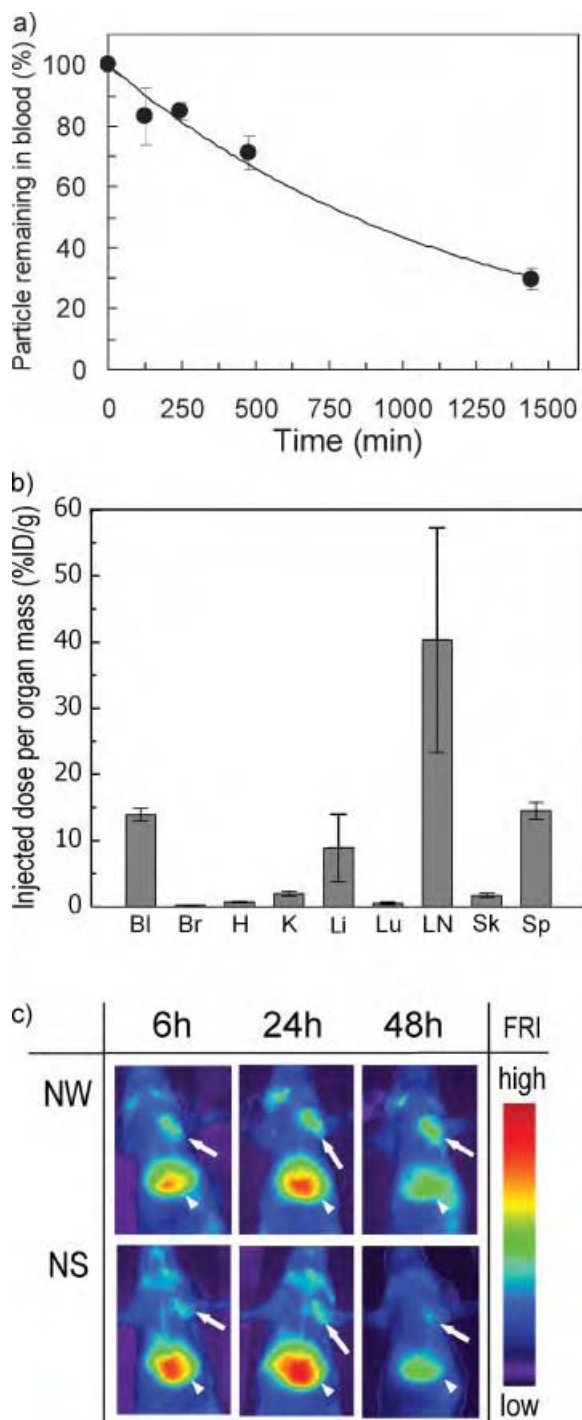 a)
Particle remaining in blood (%)
100
80
60
40
20
0
0 250 500 750 1000 1250 1500
Time (min)
b)
Injected dose per organ mass (%ID/g)
60
50
40
30
20
10
0
Bl Br H K Li Lu LN Sk Sp
c)
6h 24h 48h FRI
NW
high
NS
low